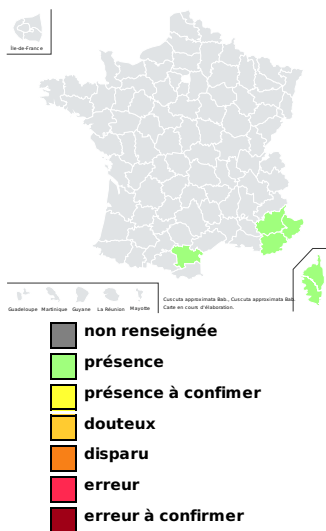 Île-de-France
Guadeloupe Martinique Guyane La Réunion Mayotte
Cuscuta approximata Bab., Cuscuta approximata Bab.
Carte en cours d'élaboration.
non renseignée
présence
présence à confimer
douteux
disparu
erreur
erreur à confirmer